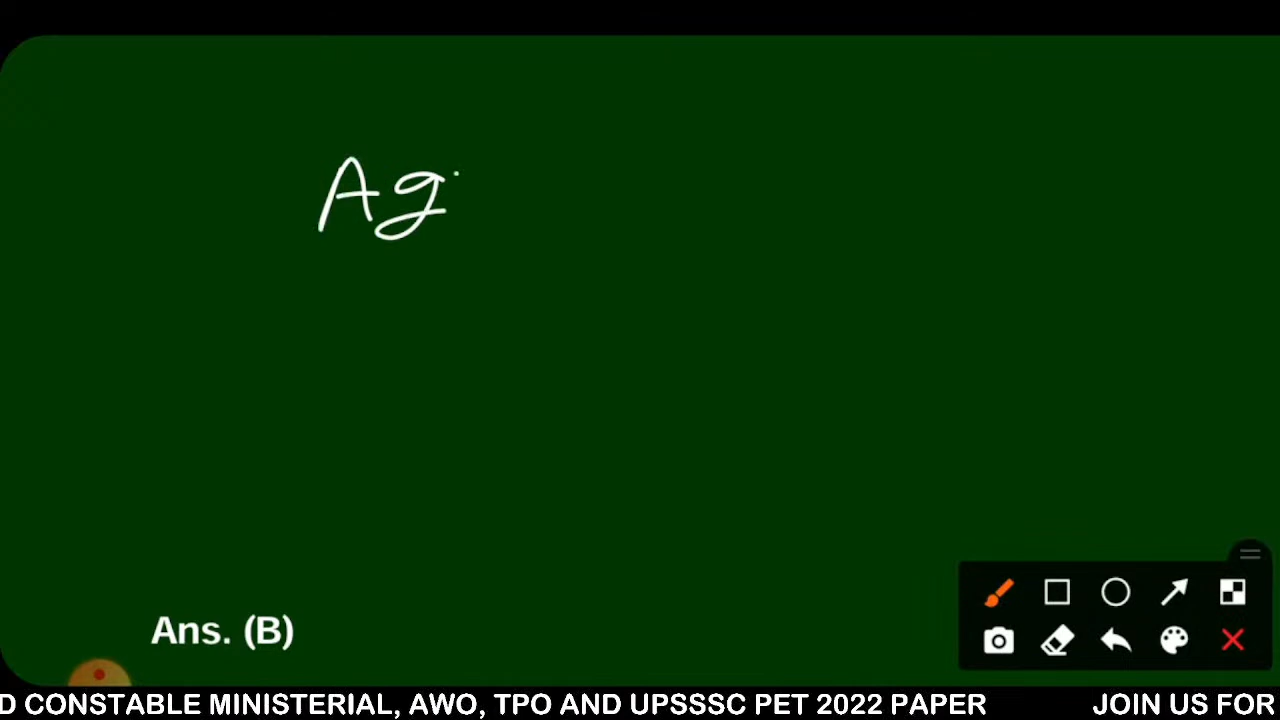 Ag
Ans. (B)
D CONSTABLE MINISTERIAL, AWO, TPO AND UPSSSC PET 2022 PAPER JOIN US FOR